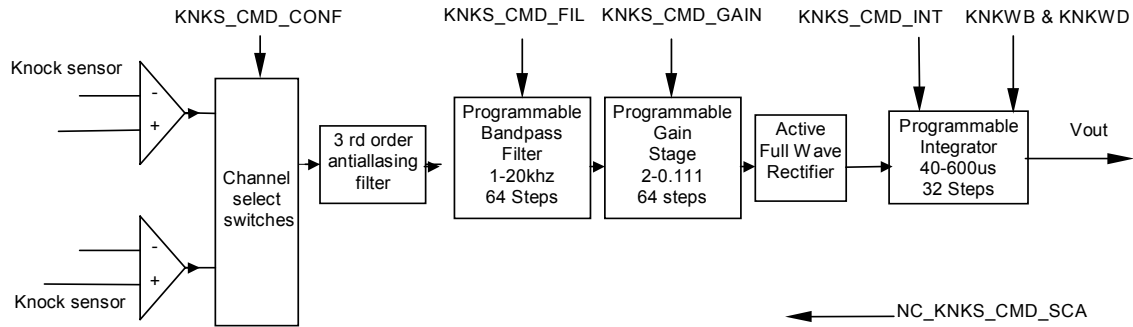 KNKS_CMD_CONF
KNKS_CMD_FIL
KNKS_CMD_GAIN
KNKS_CMD_INT
KNKWB & KNKWD
Knock sensor
-
+
Channel
select
switches
3 rd order
antiallasing
filter
Programmable
Bandpass
Filter
1-20khz
64 Steps
Programmable
Gain
Stage
2-0.111
64 steps
Active
Full Wave
Rectifier
Programmable
Integrator
40-600us
32 Steps
Vout
-
+
Knock sensor
NC_KNKS_CMD_SCA